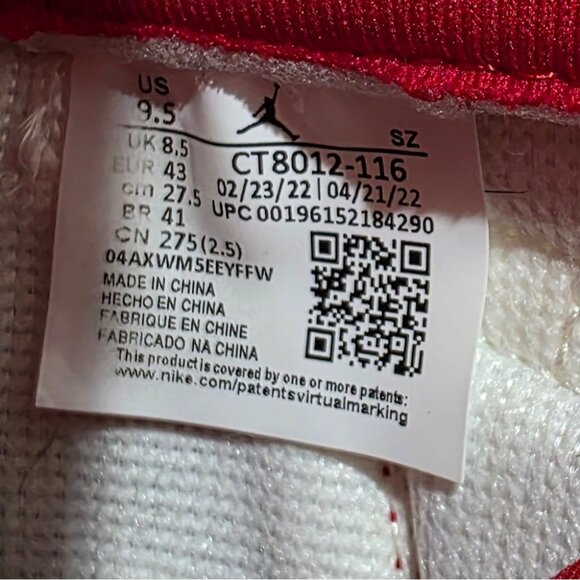 US
9.5
SZ
UK 8.5
CT8012-116
EUR 43
02/23/22 | 04/21/22
cm 27.5
UPC 00196152184290
BR 41
CN 275(2.5)
04AXWM5EEYFFW
MADE IN CHINA
HECHO EN CHINA
FABRIQUE EN CHINE
FABRICADO NA CHINA
This product is covered by one or more patents:
www.nike.com/patentsvirtualmarking